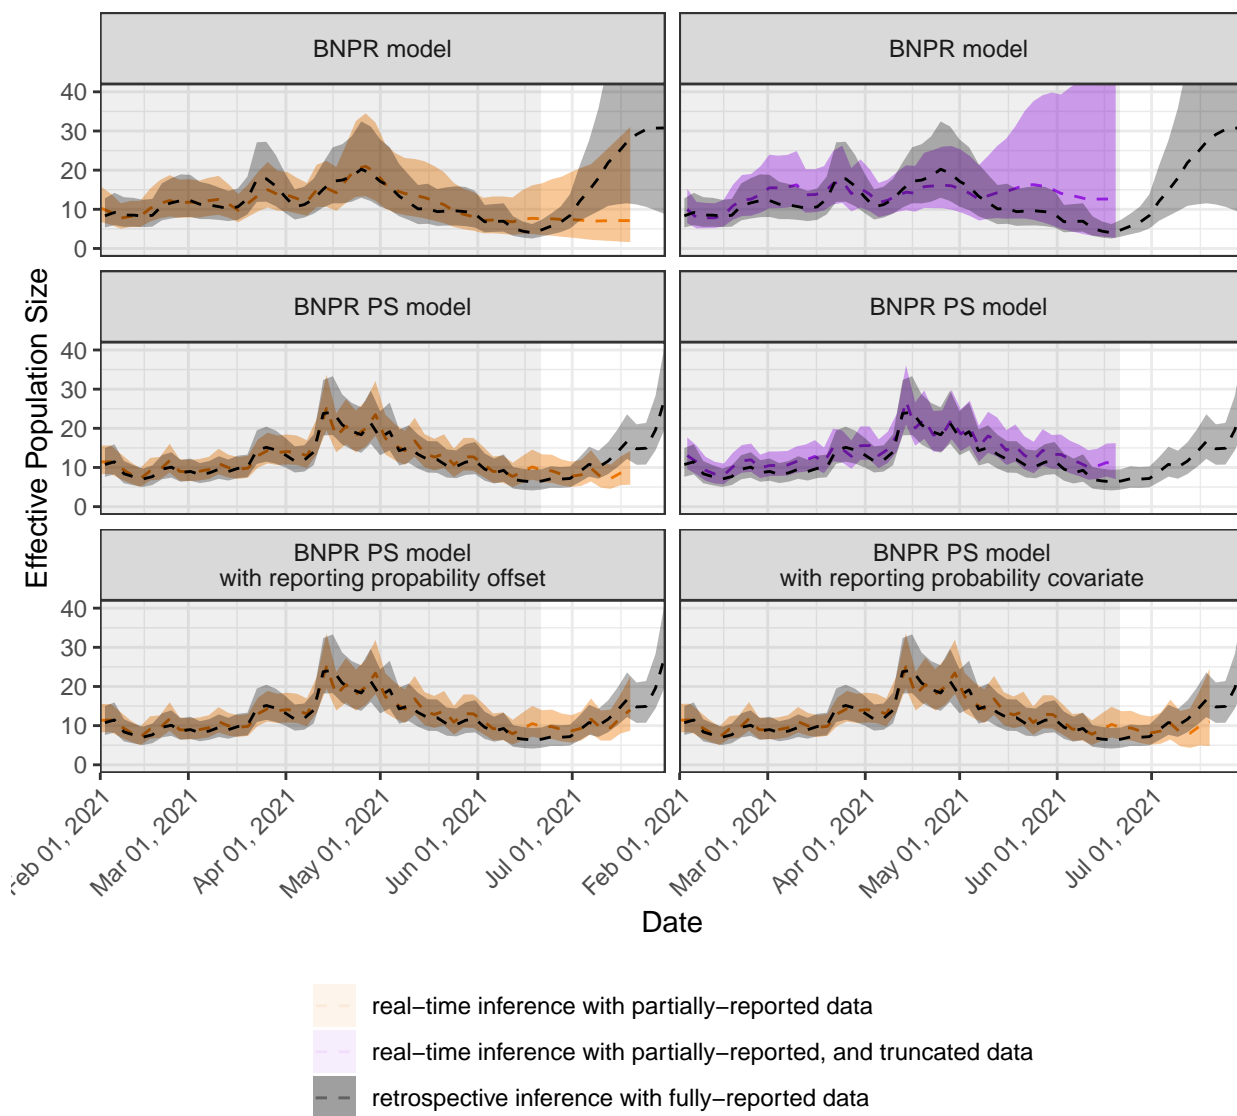 BNPR model
BNPR model
40
30
20
10
0
BNPR PS model
BNPR PS model
40
30
20
10
0
BNPR PS model
with reporting propability offset
BNPR PS model
with reporting probability covariate
40
30
20
10
0
Effective Population Size
Feb 01, 2021
Mar 01, 2021
Apr 01, 2021
May 01, 2021
Jun 01, 2021
Jul 01, 2021
Feb 01, 2021
Mar 01, 2021
Apr 01, 2021
May 01, 2021
Jun 01, 2021
Jul 01, 2021
Date
real−time inference with partially−reported data
real−time inference with partially−reported, and truncated data
retrospective inference with fully−reported data